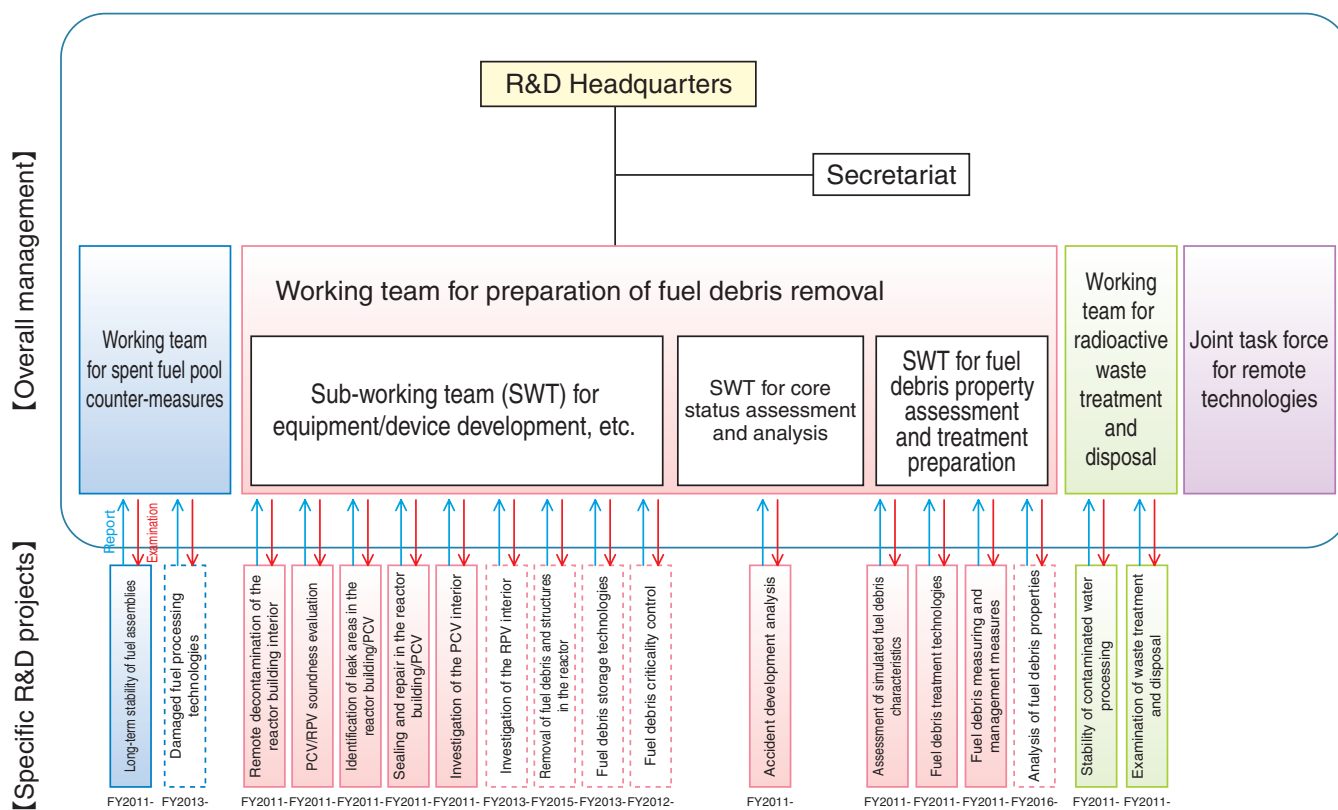 R&D Headquarters
Secretariat
【Overall management】
Working team
for spent fuel pool
counter-measures
Working team for preparation of fuel debris removal
Sub-working team (SWT) for
equipment/device development, etc.
SWT for core
status assessment
and analysis
SWT for fuel
debris property
assessment
and treatment
preparation
Working
team for
radioactive
waste
treatment
and
disposal
Joint task force
for remote
technologies
Report
Examination
【Specific R&D projects】
Long-term stability of fuel assemblies
Damaged fuel processing
technologies
Remote decontamination of the
reactor building interior
PCV/RPV soundness evaluation
Identification of leak areas in the
reactor building/PCV
Sealing and repair in the reactor
building/PCV
Investigation of the PCV interior
Investigation of the RPV interior
Removal of fuel debris and structures
in the reactor
Fuel debris storage technologies
Fuel debris criticality control
Accident development analysis
Assessment of simulated fuel debris
characteristics
Fuel debris treatment technologies
Fuel debris measuring and
management measures
Analysis of fuel debris properties
Stability of contaminated water
processing
Examination of waste treatment
and disposal
FY2011- FY2013- FY2011- FY2011- FY2011- FY2011- FY2011- FY2013- FY2015- FY2013- FY2012- FY2011- FY2011- FY2011- FY2011- FY2016- FY2011- FY2011-